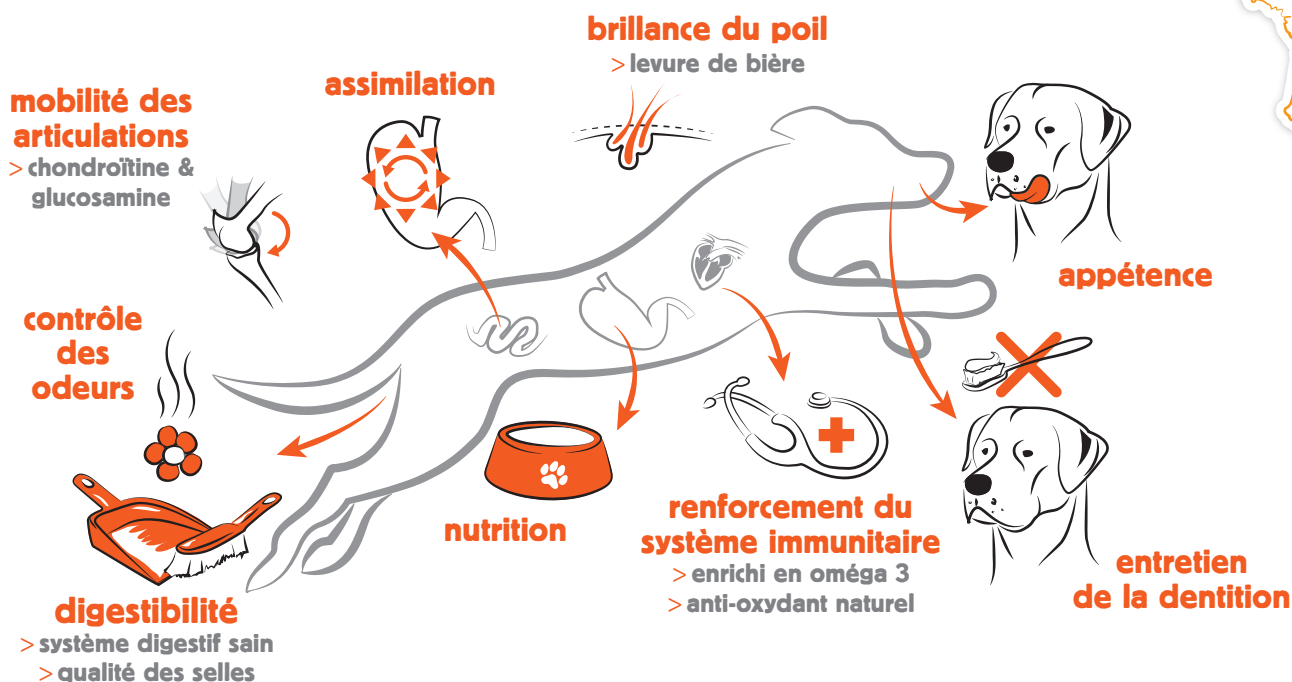 brillance du poil
> levure de bière
assimilation
mobilité des
articulations
> chondroïtine &
glucosamine
appétence
contrôle
des
odeurs
nutrition
renforcement du
système immunitaire
> enrichi en oméga 3
> anti-oxydant naturel
entretien
de la dentition
digestibilité
> système digestif sain
> qualité des selles